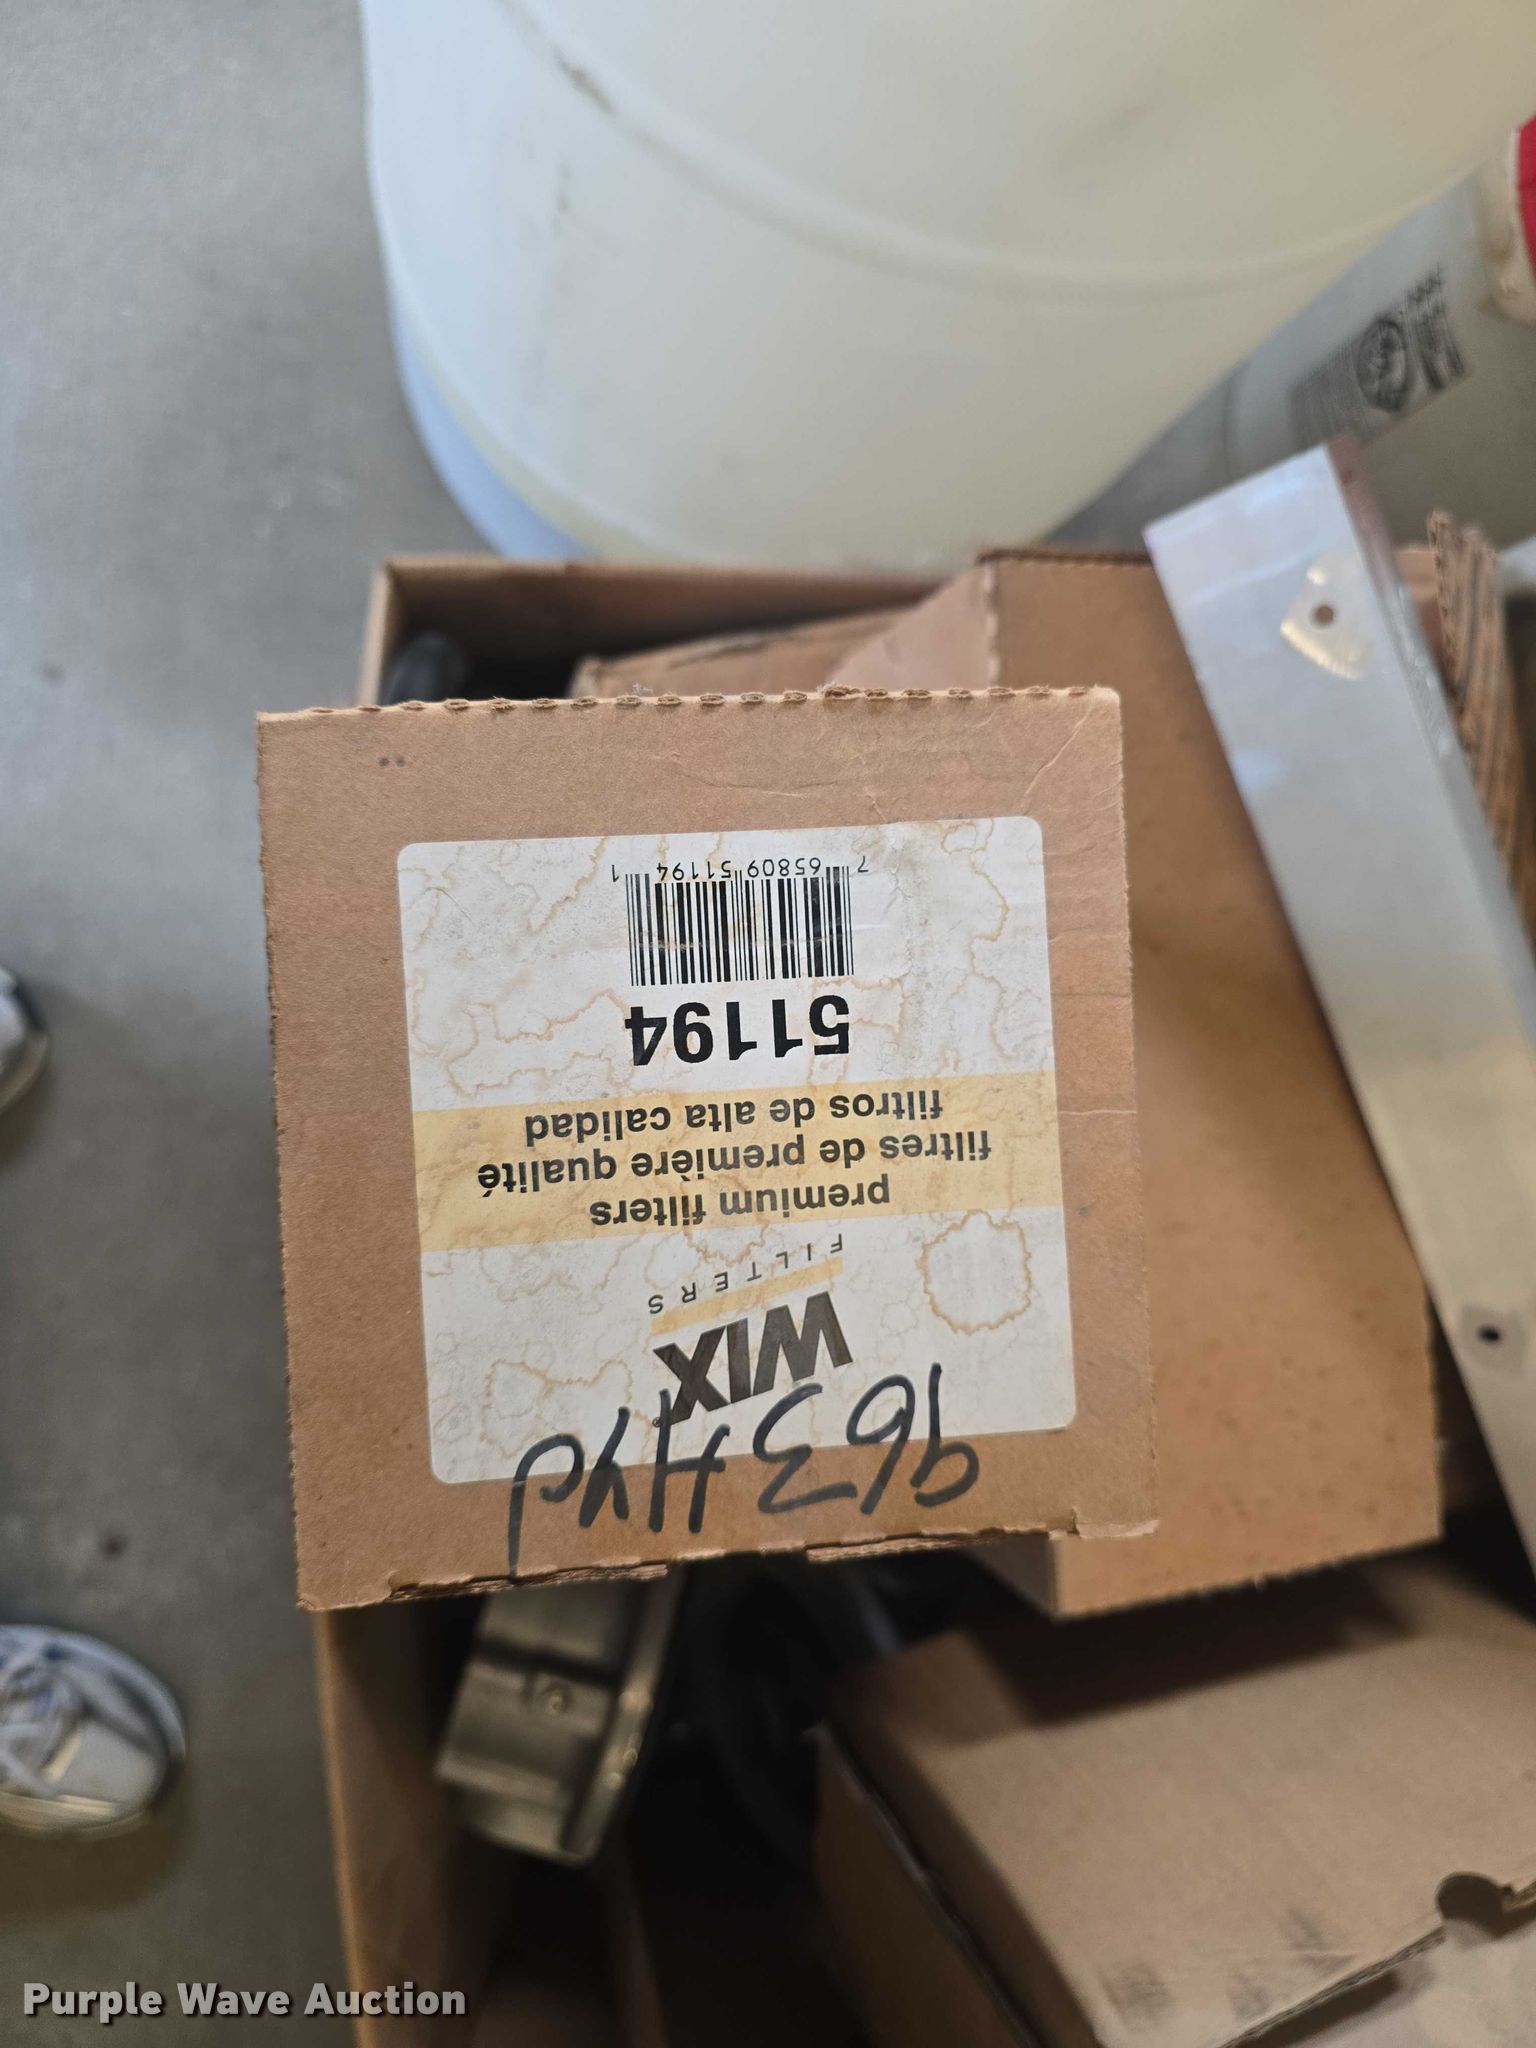 963 Hyd
WIX®
FILTERS
premium filters
filtres de première qualité
filtros de alta calidad
51194
7 65809 51194 1
Purple Wave Auction